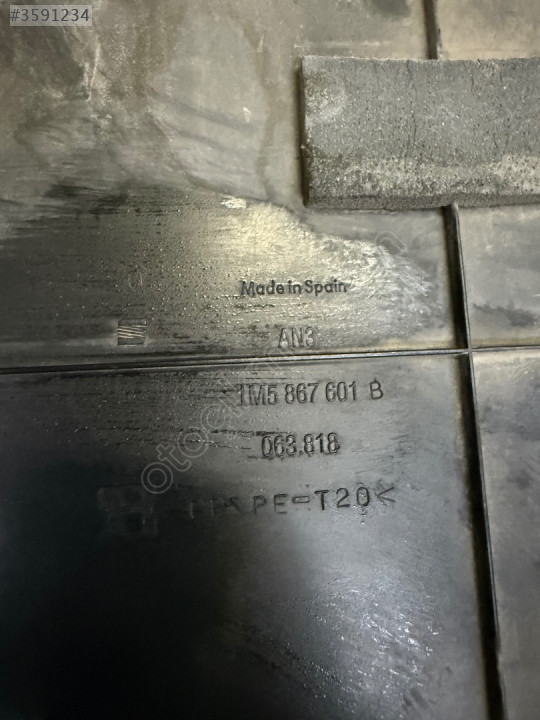 #3591234
Made in Spain
AN3
1M5 867 601 B
063.818
PE-T20<